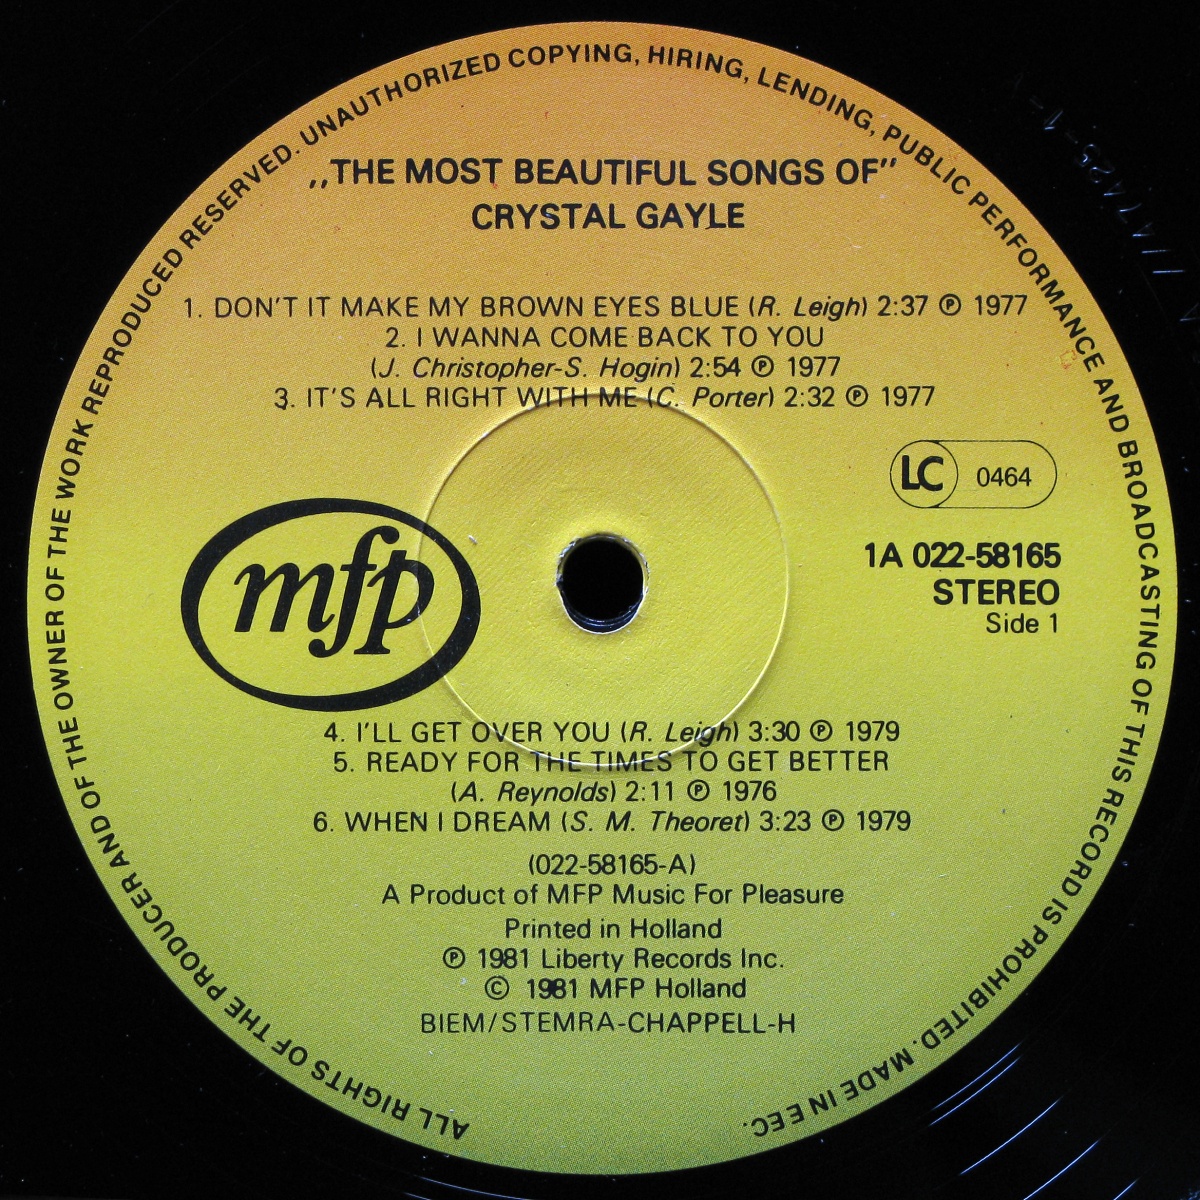 ALL RIGHTS OF THE PRODUCER AND OF THE OWNER OF THE WORK REPRODUCED RESERVED. UNAUTHORIZED COPYING, HIRING, LENDING, PUBLIC PERFORMANCE AND BROADCASTING OF THIS RECORD IS PROHIBITED. MADE IN EEC.
,,THE MOST BEAUTIFUL SONGS OF"
CRYSTAL GAYLE
1. DON'T IT MAKE MY BROWN EYES BLUE (R. Leigh) 2:37 ℗ 1977
2. I WANNA COME BACK TO YOU
(J. Christopher-S. Hogin) 2:54 ℗ 1977
3. IT'S ALL RIGHT WITH ME (C. Porter) 2:32 ℗ 1977
LC 0464
mfp
1A 022-58165
STEREO
Side 1
4. I'LL GET OVER YOU (R. Leigh) 3:30 ℗ 1979
5. READY FOR THE TIMES TO GET BETTER
(A. Reynolds) 2:11 ℗ 1976
6. WHEN I DREAM (S. M. Theoret) 3:23 ℗ 1979
(022-58165-A)
A Product of MFP Music For Pleasure
Printed in Holland
℗ 1981 Liberty Records Inc.
© 1981 MFP Holland
BIEM/STEMRA-CHAPPELL-H